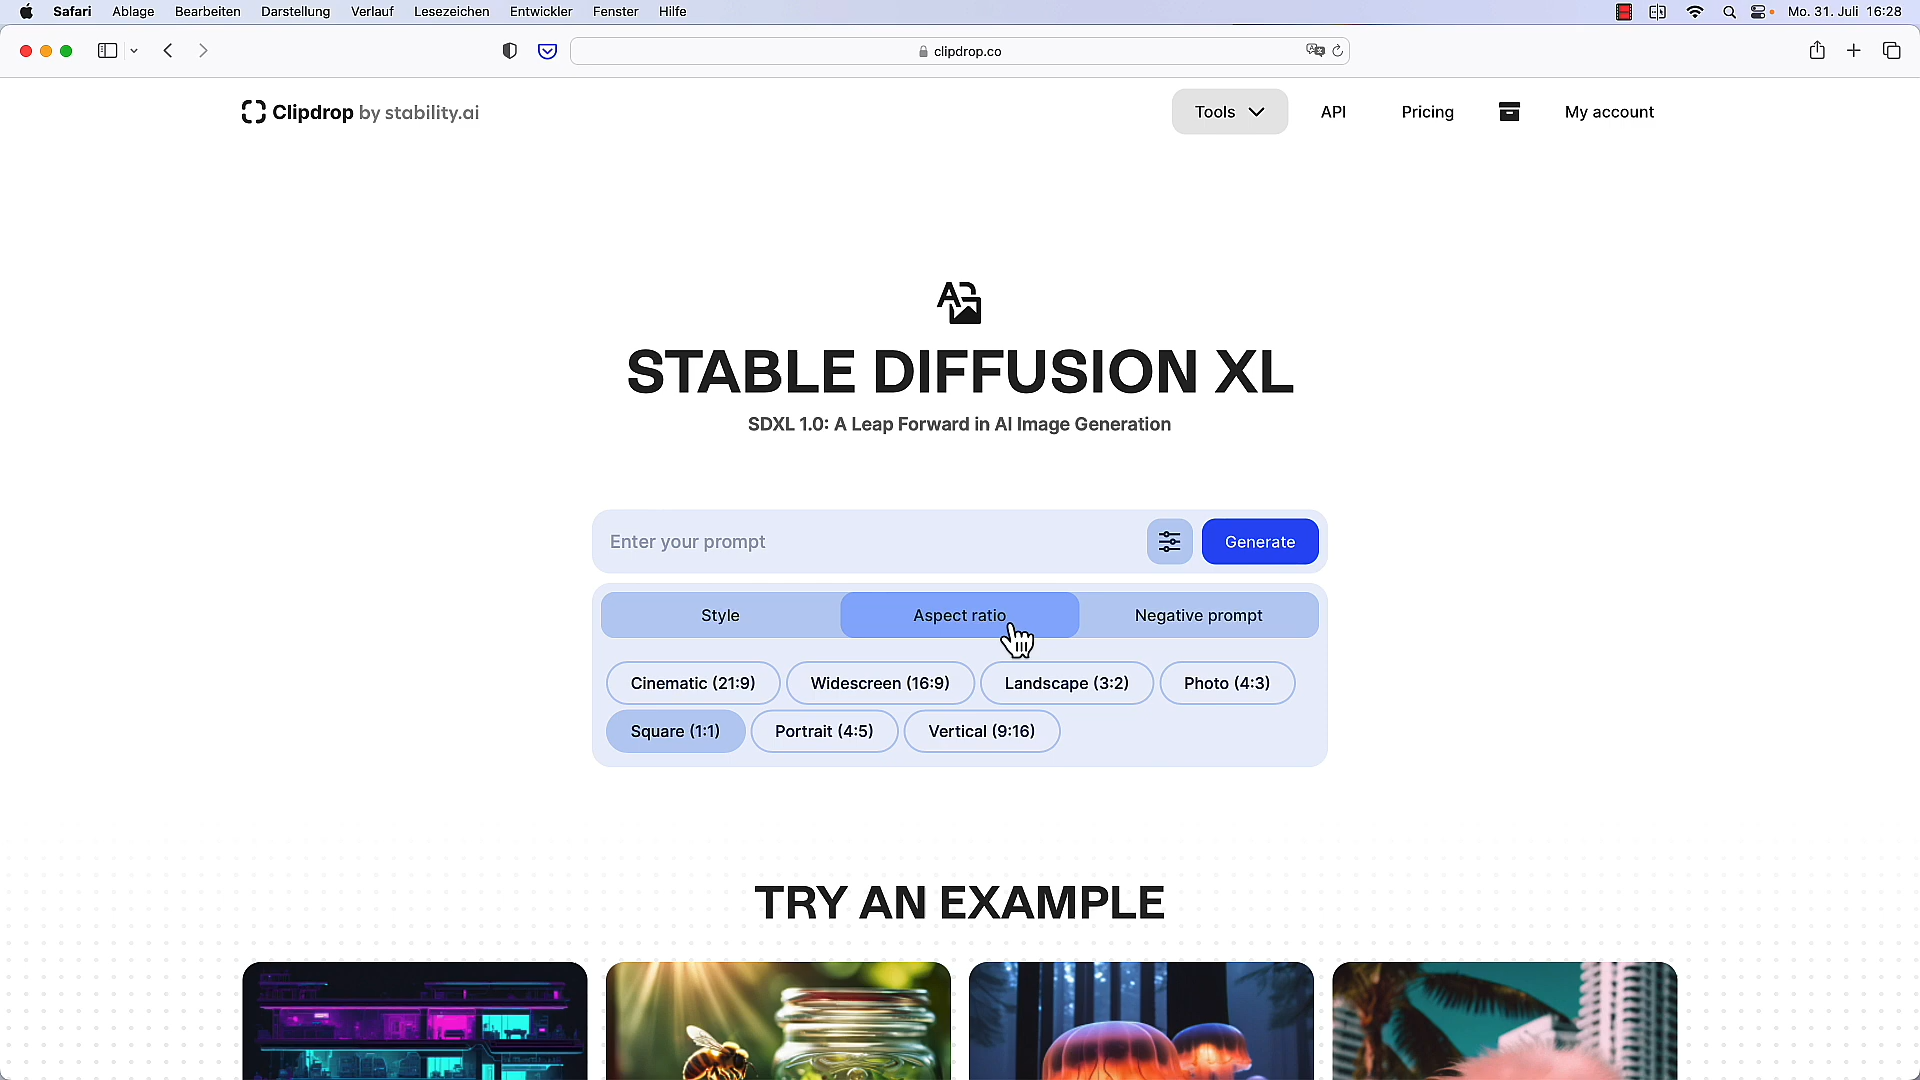 Safari Ablage Bearbeiten Darstellung Verlauf Lesezeichen Entwickler Fenster Hilfe Mo. 31. Juli 16:28
clipdrop.co
Clipdrop by stability.ai Tools API Pricing My account
STABLE DIFFUSION XL
SDXL 1.0: A Leap Forward in AI Image Generation
Enter your prompt Generate
Style Aspect ratio Negative prompt
Cinematic (21:9) Widescreen (16:9) Landscape (3:2) Photo (4:3)
Square (1:1) Portrait (4:5) Vertical (9:16)
TRY AN EXAMPLE